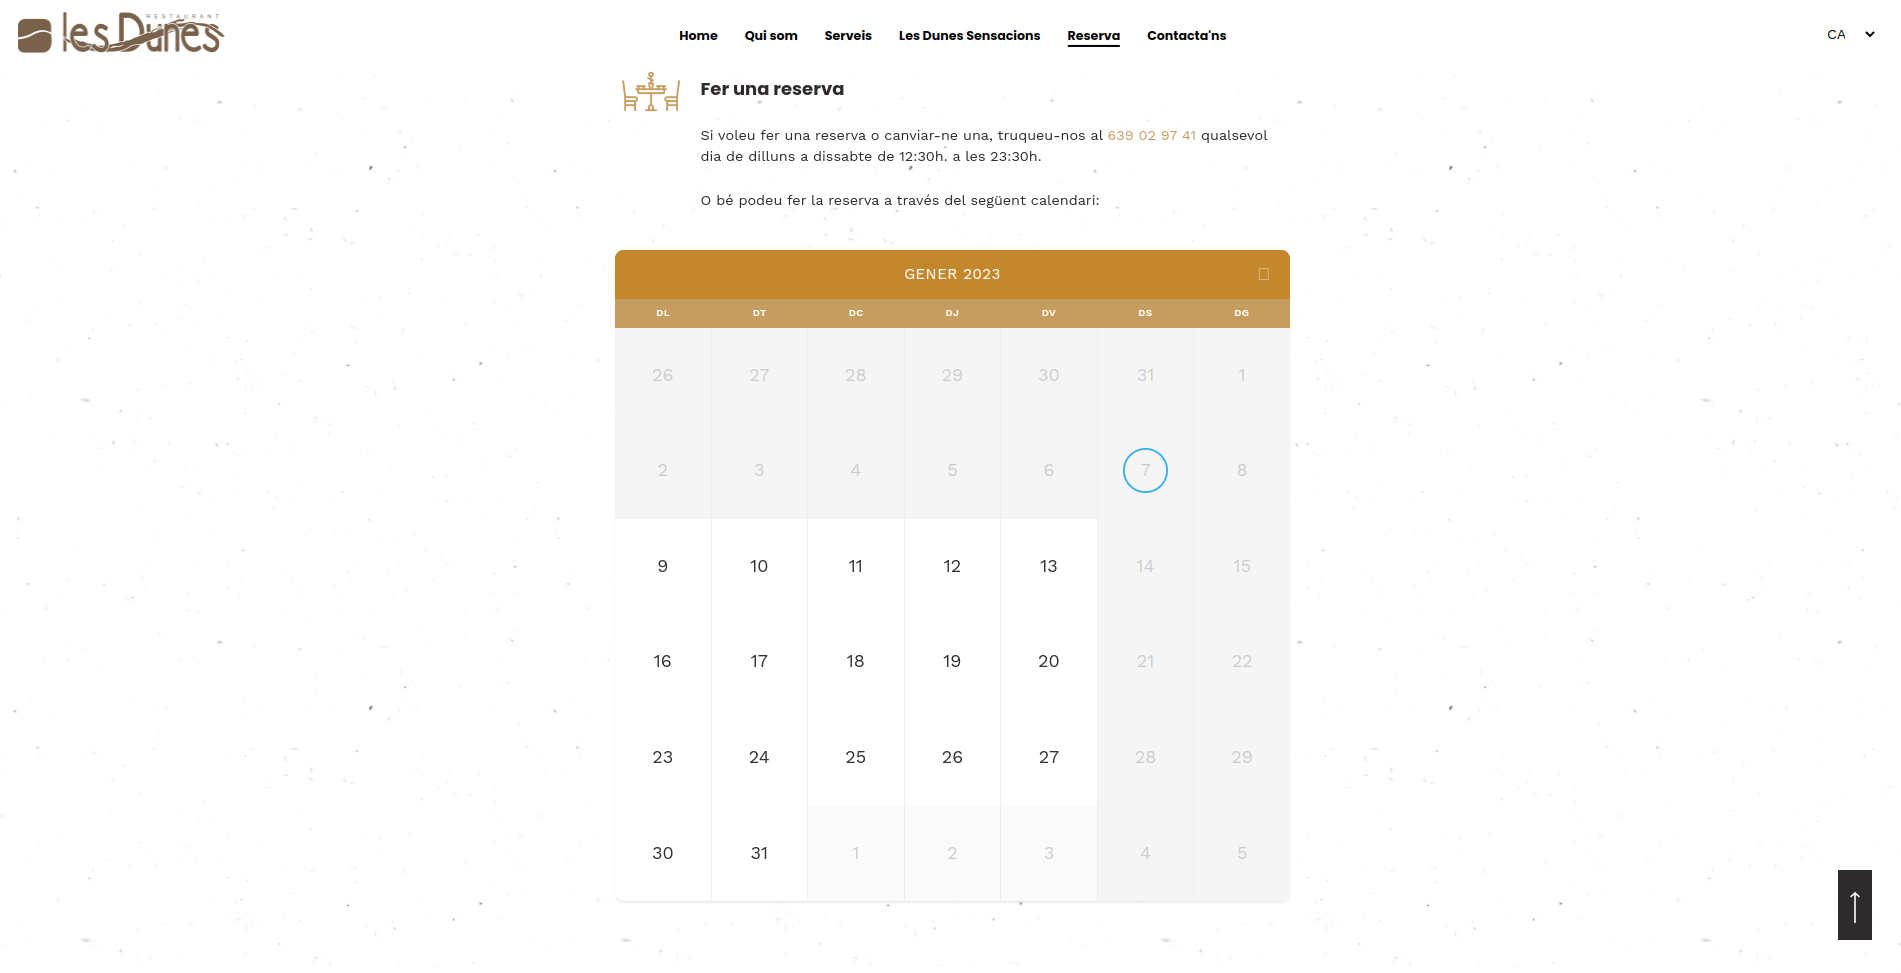 RESTAURANT
les Dunes
Home Qui som Serveis Les Dunes Sensacions Reserva Contacta'ns
CA
Fer una reserva
Si voleu fer una reserva o canviar-ne una, truqueu-nos al 639 02 97 41 qualsevol
dia de dilluns a dissabte de 12:30h. a les 23:30h.
O bé podeu fer la reserva a través del següent calendari:
GENER 2023
DL DT DC DJ DV DS DG
26 27 28 29 30 31 1
2 3 4 5 6 7 8
9 10 11 12 13 14 15
16 17 18 19 20 21 22
23 24 25 26 27 28 29
30 31 1 2 3 4 5